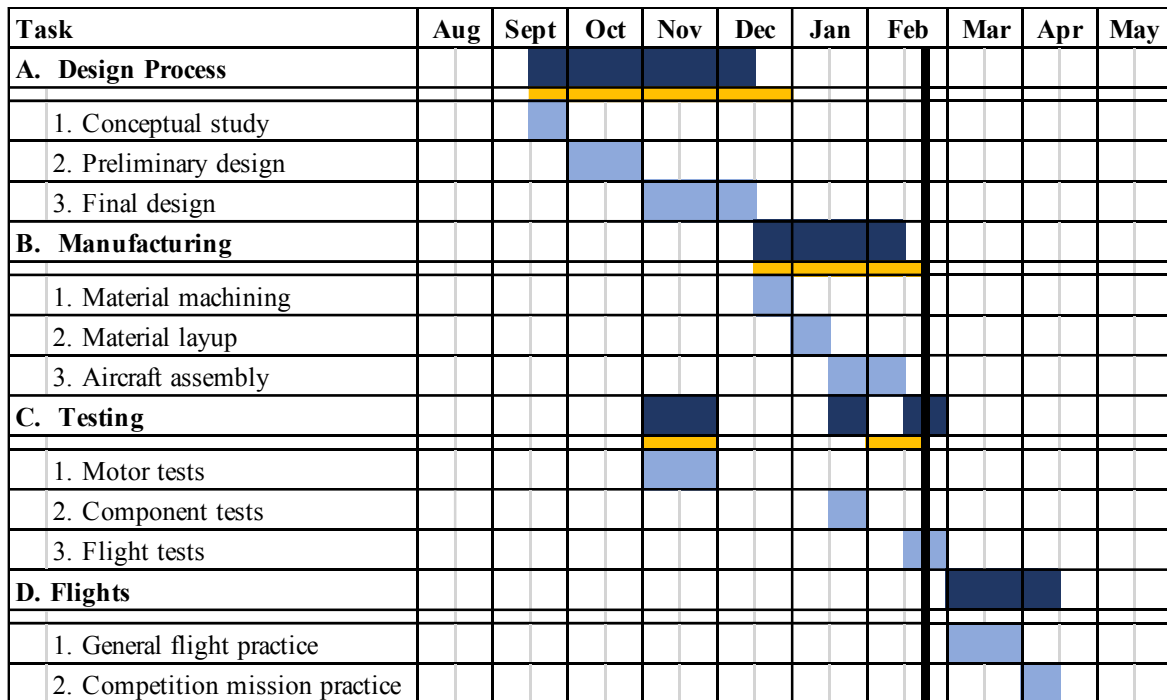 Task Aug Sept Oct Nov Dec Jan Feb Mar Apr May
A. Design Process
1. Conceptual study
2. Preliminary design
3. Final design
B. Manufacturing
1. Material machining
2. Material layup
3. Aircraft assembly
C. Testing
1. Motor tests
2. Component tests
3. Flight tests
D. Flights
1. General flight practice
2. Competition mission practice